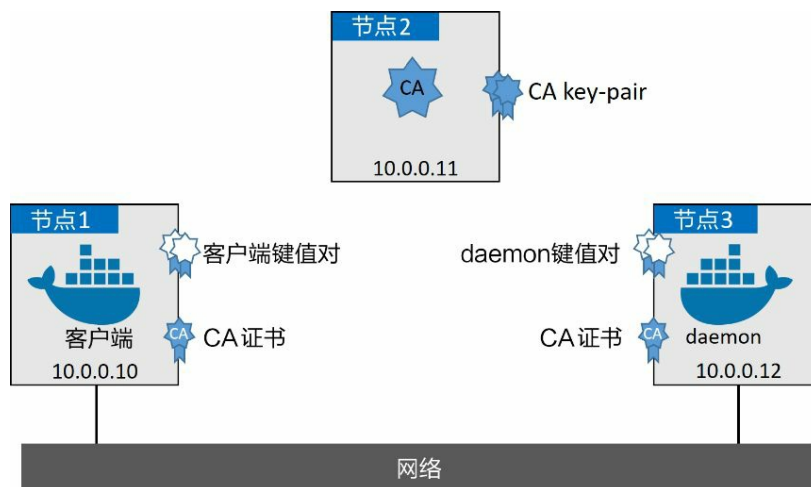 节点2
CA
CA key-pair
10.0.0.11
节点1
客户端键值对
客户端
CA
CA证书
10.0.0.10
节点3
daemon键值对
CA证书
CA
daemon
10.0.0.12
网络